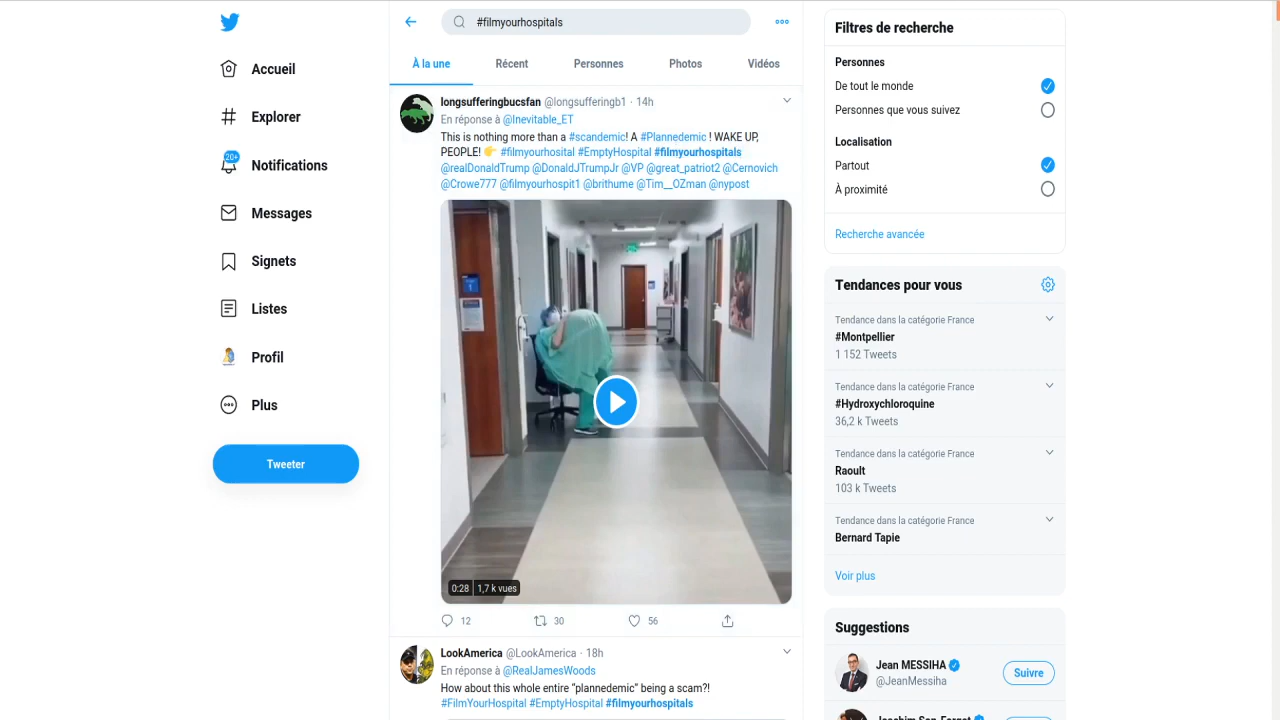 #filmyourhospitals
À la une
Récent
Personnes
Photos
Vidéos
Accueil
Explorer
20+
Notifications
Messages
Signets
Listes
Profil
Plus
Tweeter
longsufferingbucsfan @longsufferingb1 · 14h
En réponse à @Inevitable_ET
This is nothing more than a #scandemic! A #Plannedemic ! WAKE UP,
PEOPLE! 👉 #filmyourhosital #EmptyHospital #filmyourhospitals
@realDonaldTrump @DonaldJTrumpJr @VP @great_patriot2 @Cernovich
@Crowe777 @filmyourhospit1 @brithume @Tim__OZman @nypost
0:28 1,7 k vues
12
30
56
LookAmerica @LookAmerica · 18h
En réponse à @RealJamesWoods
How about this whole entire "plannedemic" being a scam?!
#FilmYourHospital #EmptyHospital #filmyourhospitals
Filtres de recherche
Personnes
De tout le monde
Personnes que vous suivez
Localisation
Partout
À proximité
Recherche avancée
Tendances pour vous
Tendance dans la catégorie France
#Montpellier
1 152 Tweets
Tendance dans la catégorie France
#Hydroxychloroquine
36,2 k Tweets
Tendance dans la catégorie France
Raoult
103 k Tweets
Tendance dans la catégorie France
Bernard Tapie
Voir plus
Suggestions
Jean MESSIHA
@JeanMessiha
Suivre